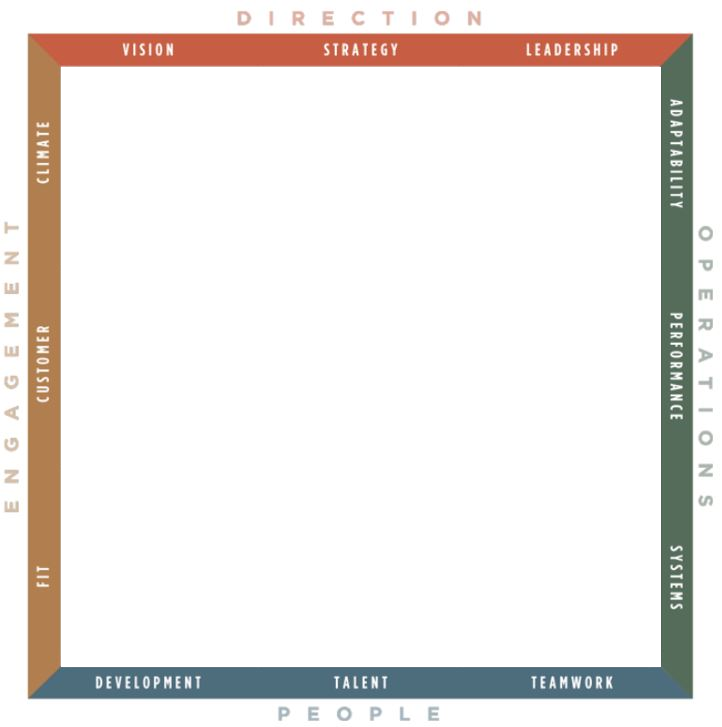 DIRECTION
VISION STRATEGY LEADERSHIP
ENGAGEMENT
CLIMATE
CUSTOMER
FIT
ADAPTABILITY
PERFORMANCE
SYSTEMS
OPERATIONS
DEVELOPMENT TALENT TEAMWORK
PEOPLE